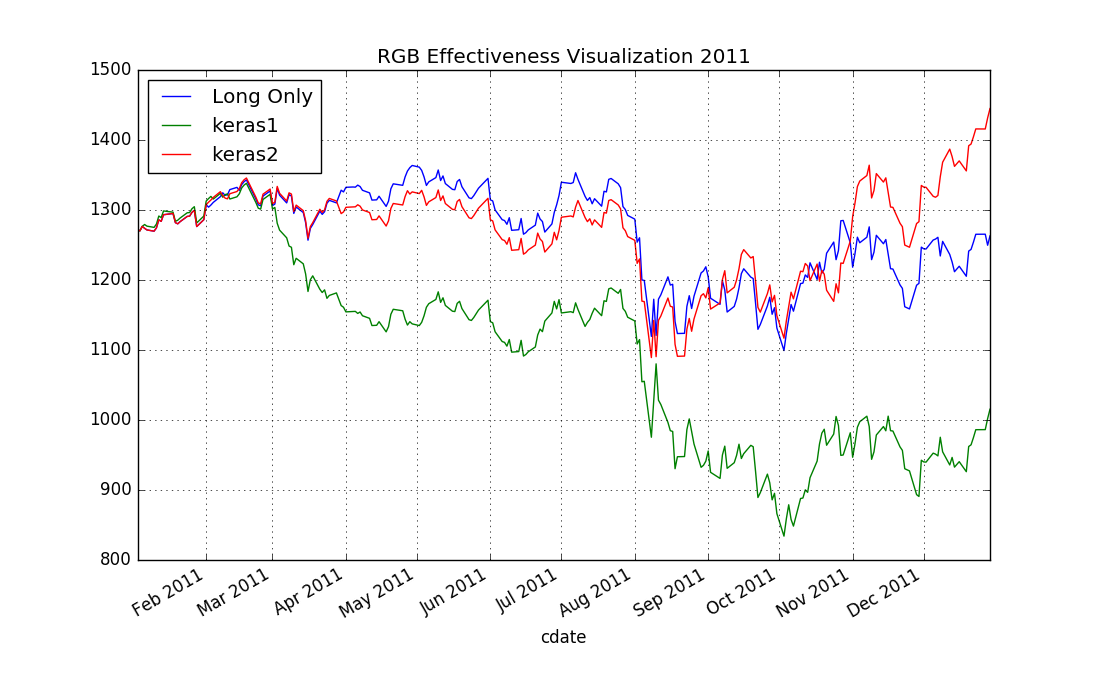 RGB Effectiveness Visualization 2011
1500
1400
1300
1200
1100
1000
900
800
Long Only
keras1
keras2
Feb 2011
Mar 2011
Apr 2011
May 2011
Jun 2011
Jul 2011
Aug 2011
Sep 2011
Oct 2011
Nov 2011
Dec 2011
cdate